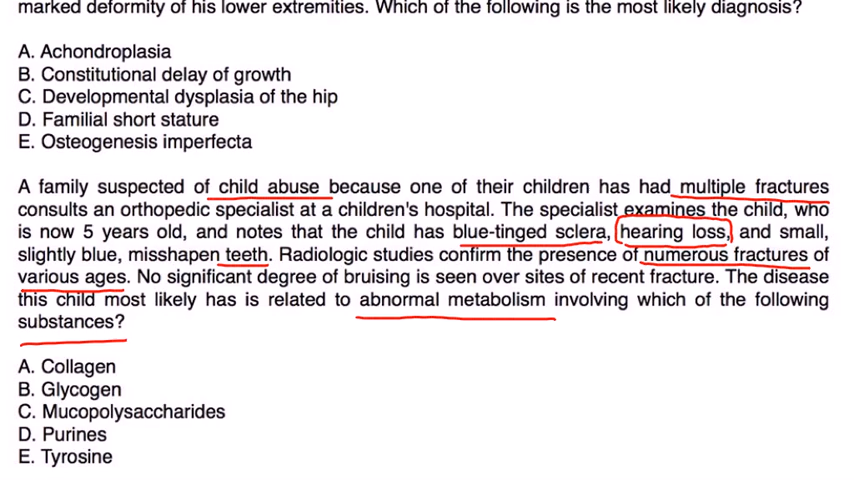 marked deformity of his lower extremities. Which of the following is the most likely diagnosis?
A. Achondroplasia
B. Constitutional delay of growth
C. Developmental dysplasia of the hip
D. Familial short stature
E. Osteogenesis imperfecta
A family suspected of child abuse because one of their children has had multiple fractures
consults an orthopedic specialist at a children's hospital. The specialist examines the child, who
is now 5 years old, and notes that the child has blue-tinged sclera, hearing loss, and small,
slightly blue, misshapen teeth. Radiologic studies confirm the presence of numerous fractures of
various ages. No significant degree of bruising is seen over sites of recent fracture. The disease
this child most likely has is related to abnormal metabolism involving which of the following
substances?
A. Collagen
B. Glycogen
C. Mucopolysaccharides
D. Purines
E. Tyrosine